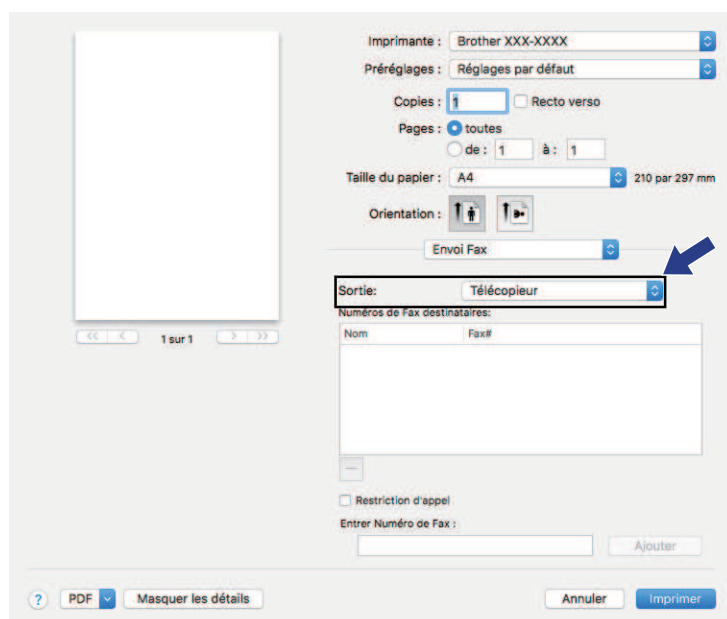 Imprimante : Brother XXX-XXXX
Préréglages : Réglages par défaut
Copies : 1 Recto verso
Pages : toutes
de : 1 à : 1
Taille du papier : A4 210 par 297 mm
Orientation :
Envoi Fax
Sortie: Télécopieur
Numéros de Fax destinataires:
Nom Fax#
<< < 1 sur 1 > >>
Restriction d'appel
Entrer Numéro de Fax :
Ajouter
? PDF Masquer les détails Annuler Imprimer